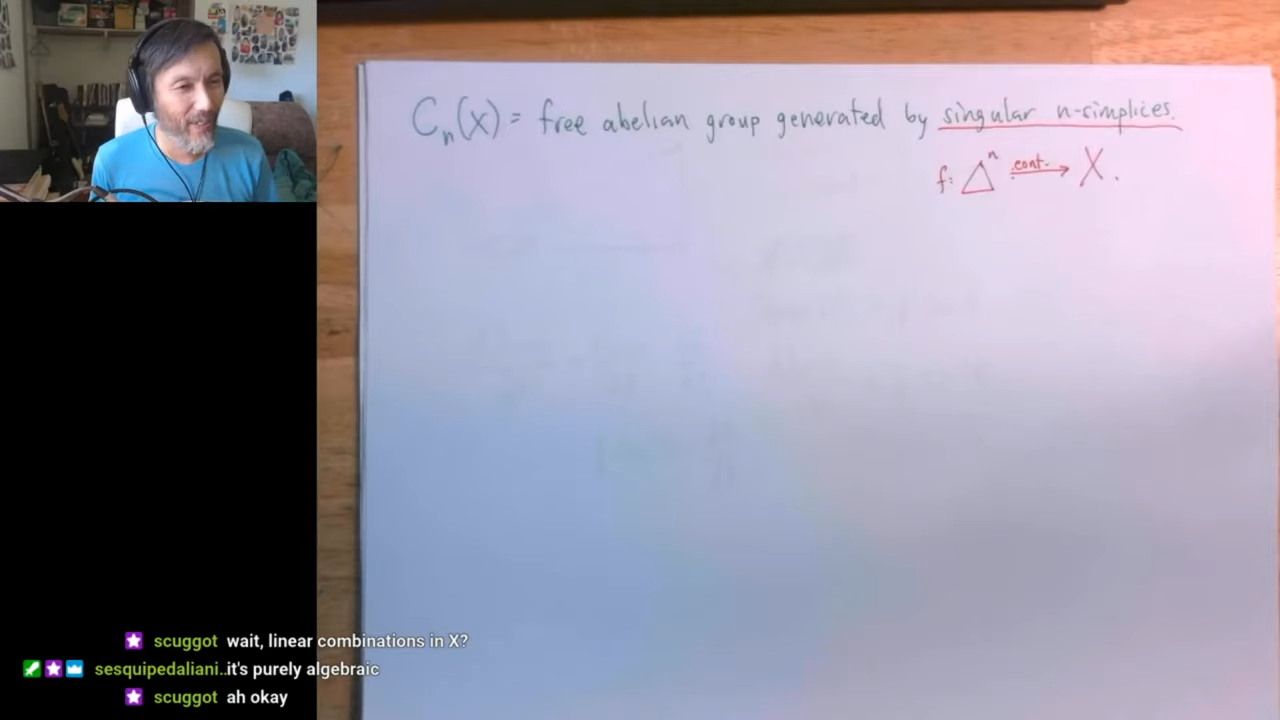 Cₙ(X) = free abelian group generated by singular n-simplices.
f: Δⁿ cont. → X.
scuggot wait, linear combinations in X?
sesquipedaliani..it's purely algebraic
scuggot ah okay